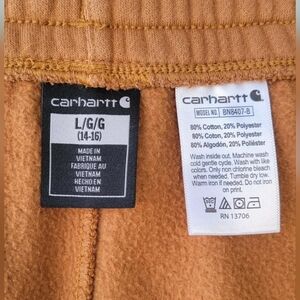 carhartt
L/G/G
(14-16)
MADE IN
VIETNAM
FABRIQUE AU
VIETNAM
HECHO EN
VIETNAM
carhartt
MODEL NO. BN8407-B
80% Cotton, 20% Polyester
80% Cotton, 20% Polyester
80% Algodón, 20% Poliéster
Wash inside out. Machine wash
cold gentle cycle. Wash with like
colors. Only non chlorine bleach
when needed. Tumble dry low.
Warm iron if needed. Do not iron
on print.
RN 13706